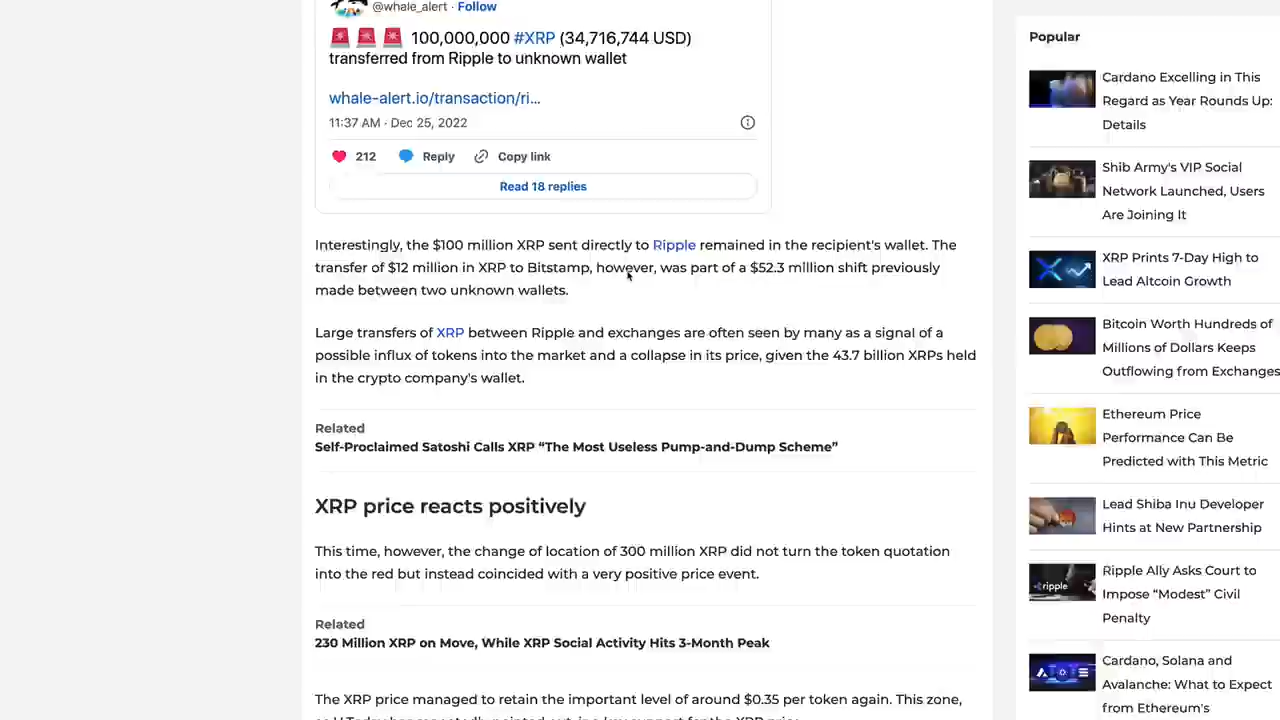 @whale_alert · Follow
100,000,000 #XRP (34,716,744 USD)
transferred from Ripple to unknown wallet
whale-alert.io/transaction/ri...
11:37 AM · Dec 25, 2022
212 Reply Copy link
Read 18 replies
Interestingly, the $100 million XRP sent directly to Ripple remained in the recipient's wallet. The
transfer of $12 million in XRP to Bitstamp, however, was part of a $52.3 million shift previously
made between two unknown wallets.
Large transfers of XRP between Ripple and exchanges are often seen by many as a signal of a
possible influx of tokens into the market and a collapse in its price, given the 43.7 billion XRPs held
in the crypto company's wallet.
Related
Self-Proclaimed Satoshi Calls XRP “The Most Useless Pump-and-Dump Scheme”
XRP price reacts positively
This time, however, the change of location of 300 million XRP did not turn the token quotation
into the red but instead coincided with a very positive price event.
Related
230 Million XRP on Move, While XRP Social Activity Hits 3-Month Peak
The XRP price managed to retain the important level of around $0.35 per token again. This zone,
Popular
Cardano Excelling in This
Regard as Year Rounds Up:
Details
Shib Army's VIP Social
Network Launched, Users
Are Joining It
XRP Prints 7-Day High to
Lead Altcoin Growth
Bitcoin Worth Hundreds of
Millions of Dollars Keeps
Outflowing from Exchanges
Ethereum Price
Performance Can Be
Predicted with This Metric
Lead Shiba Inu Developer
Hints at New Partnership
ripple
Ripple Ally Asks Court to
Impose “Modest” Civil
Penalty
Cardano, Solana and
Avalanche: What to Expect
from Ethereum's